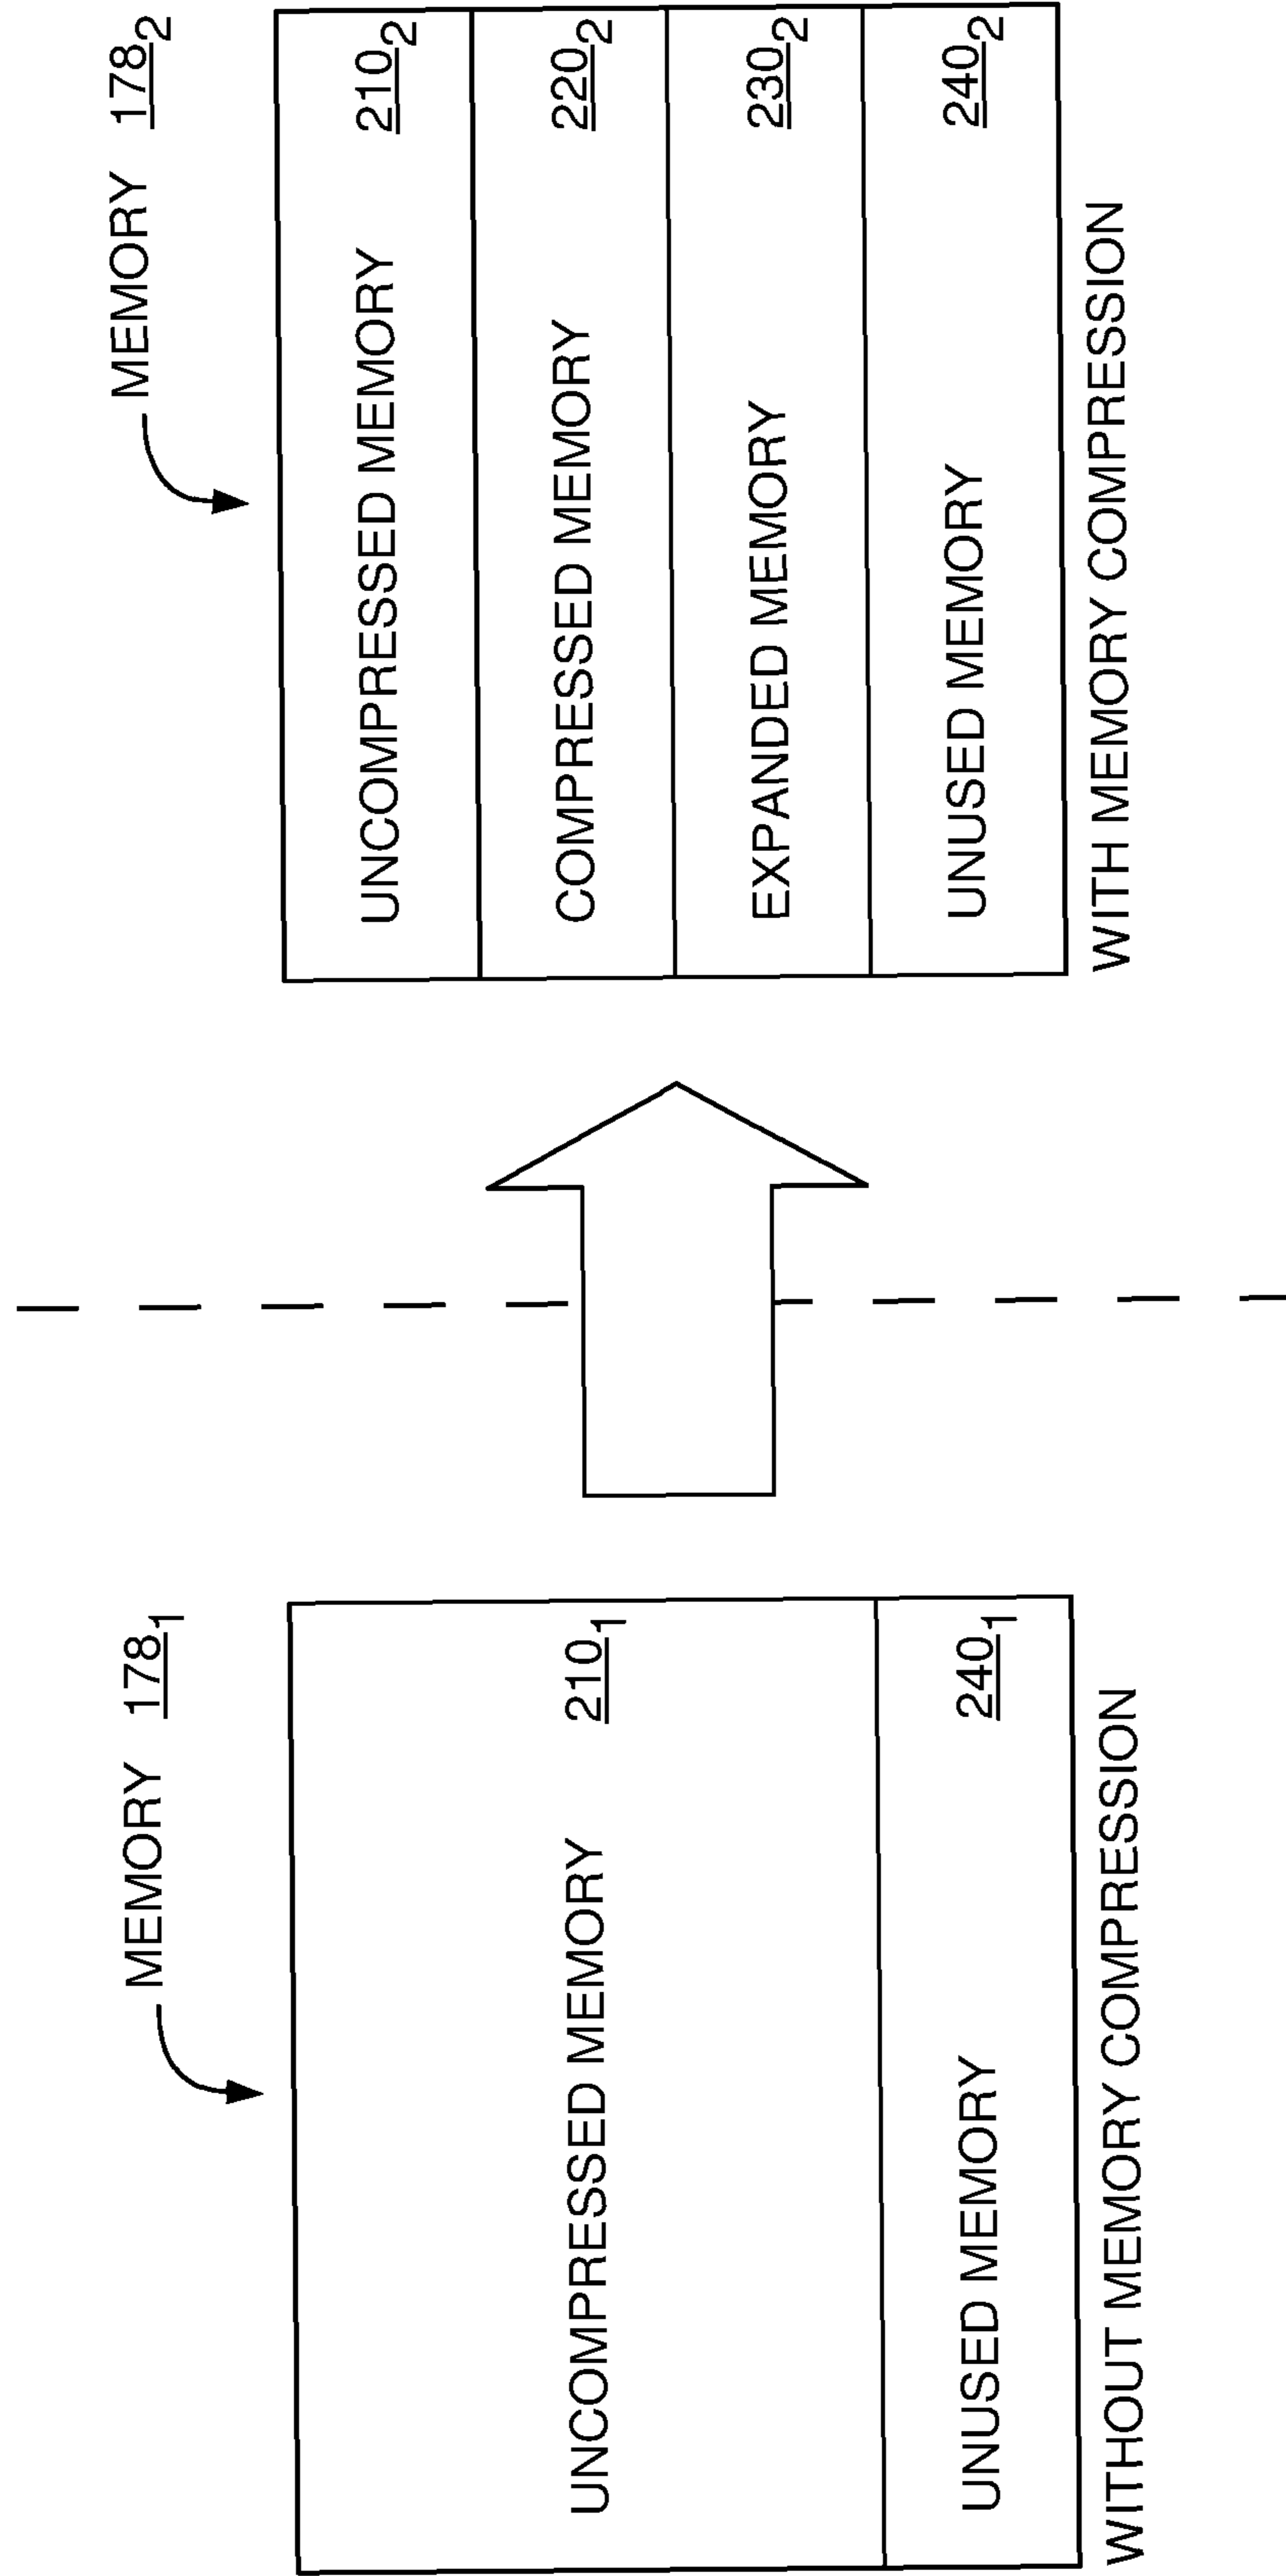 MEMORY 178₁
UNCOMPRESSED MEMORY 210₁
UNUSED MEMORY 240₁
WITHOUT MEMORY COMPRESSION
MEMORY 178₂
UNCOMPRESSED MEMORY 210₂
COMPRESSED MEMORY 220₂
EXPANDED MEMORY 230₂
UNUSED MEMORY 240₂
WITH MEMORY COMPRESSION